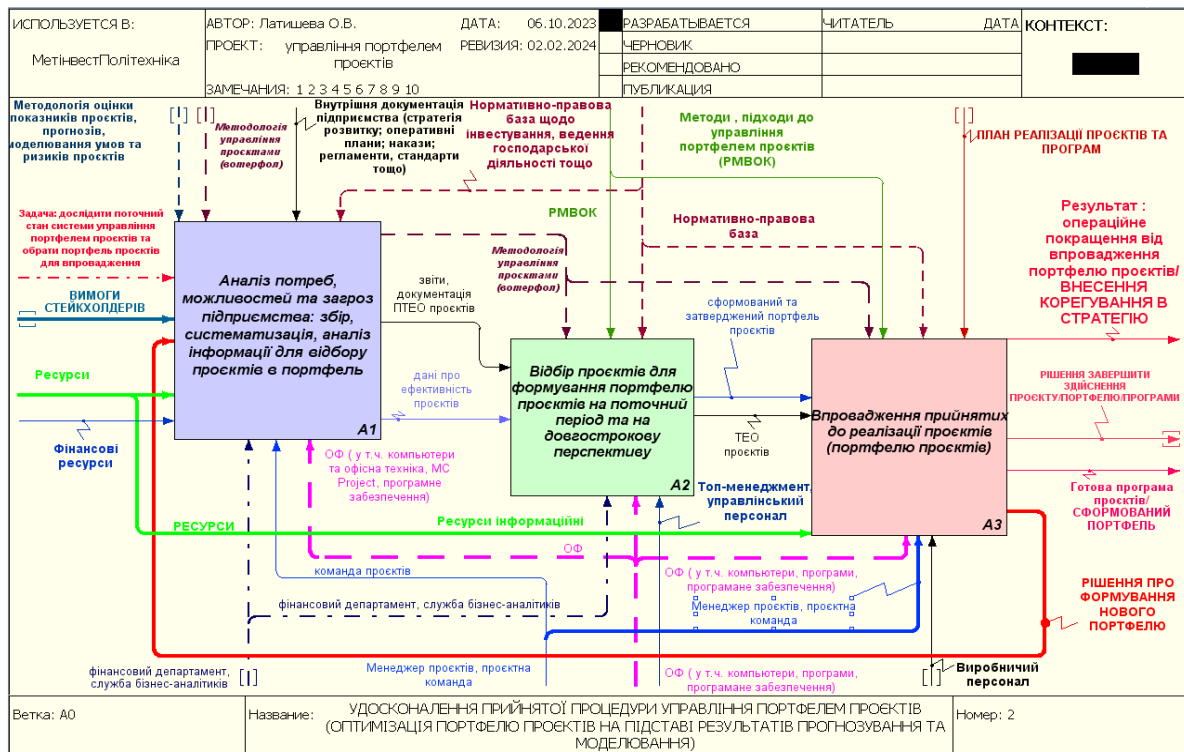 ИСПОЛЬЗУЕТСЯ В:
МетінвестПолітехніка
АВТОР: Латишева О.В.
ДАТА: 06.10.2023
ПРОЕКТ: управління портфелем
проєктів
РЕВИЗИЯ: 02.02.2024
ЗАМЕЧАНИЯ: 1 2 3 4 5 6 7 8 9 10
РАЗРАБАТЫВАЕТСЯ
ЧЕРНОВИК
РЕКОМЕНДОВАНО
ПУБЛИКАЦИЯ
ЧИТАТЕЛЬ
ДАТА
КОНТЕКСТ:
Методологія оцінки
показників проєктів,
прогнозів,
моделювання умов та
ризиків проєктів
Методологія
управління
проєктами
(вотерфол)
Внутрішня документація
підприємства (стратегія
розвитку; оперативні
плани; накази;
регламенти, стандарти
тощо)
Нормативно-правова
база щодо
інвестування, ведення
господарської
діяльності тощо
Методи , підходи до
управління
портфелем проєктів
(PMBOK)
ПЛАН РЕАЛІЗАЦІЇ ПРОЄКТІВ ТА
ПРОГРАМ
Задача: дослідити поточний
стан системи управління
портфелем проєктів та
обрати портфель проєктів
для впровадження
ВИМОГИ
СТЕЙКХОЛДЕРІВ
Ресурси
Фінансові
ресурси
Аналіз потреб,
можливостей та загроз
підприємства: збір,
систематизація, аналіз
інформації для відбору
проєктів в портфель
A1
PMBOK
Методологія
управління
проєктами
(вотерфол)
Нормативно-правова
база
звіти,
документація
ПТЕО проєктів
дані про
ефективність
проєктів
сформований та
затверджений портфель
проєктів
Відбір проєктів для
формування портфелю
проєктів на поточний
період та на
довгострокову
перспективу
A2
ТЕО
проєктів
Впровадження прийнятих
до реалізації проєктів
(портфелю проєктів)
A3
Результат :
операційне
покращення від
впровадження
портфелю проєктів/
ВНЕСЕННЯ
КОРЕГУВАННЯ В
СТРАТЕГІЮ
РІШЕННЯ ЗАВЕРШИТИ
ЗДІЙСНЕННЯ
ПРОЄКТУ/ПОРТФЕЛЮ/ПРОГРАМИ
Готова програма
проєктів/
СФОРМОВАНИЙ
ПОРТФЕЛЬ
ОФ ( у т.ч. компьютери
та офісна техніка, MC
Project, програмне
забезпечення)
Топ-менеджмент,
управлінський
персонал
РЕСУРСИ
Ресурси інформаційні
ОФ
команда проєктів
ОФ ( у т.ч. компьютери, програми,
програмане забезпечення)
фінансовий департамент, служба бізнес-аналітиків
Менеджер проєктів, проєктна
команда
РІШЕННЯ ПРО
ФОРМУВАННЯ
НОВОГО
ПОРТФЕЛЮ
фінансовий департамент,
служба бізнес-аналітиків
Менеджер проєктів, проєктна
команда
ОФ ( у т.ч. компьютери, програми,
програмане забезпечення)
Виробничий
персонал
Ветка: A0
Название:
УДОСКОНАЛЕННЯ ПРИЙНЯТОЇ ПРОЦЕДУРИ УПРАВЛІННЯ ПОРТФЕЛЕМ ПРОЄКТІВ
(ОПТИМІЗАЦІЯ ПОРТФЕЛЮ ПРОЄКТІВ НА ПІДСТАВІ РЕЗУЛЬТАТІВ ПРОГНОЗУВАННЯ ТА
МОДЕЛЮВАННЯ)
Номер: 2